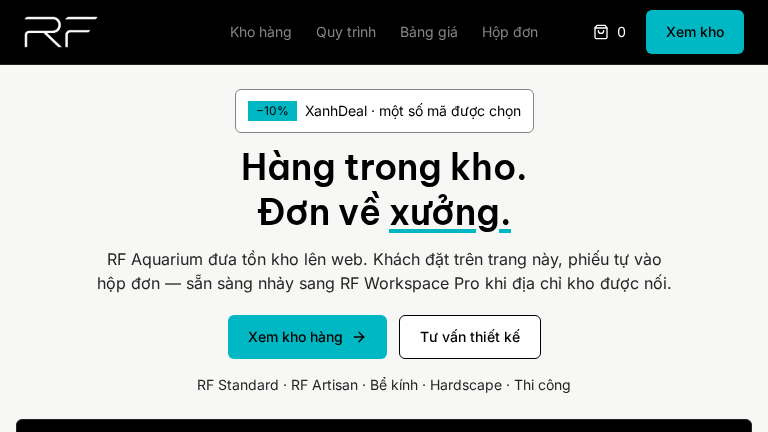 RF
Kho hàng Quy trình Bảng giá Hộp đơn 0 Xem kho
−10% XanhDeal · một số mã được chọn
Hàng trong kho.
Đơn về xưởng.
RF Aquarium đưa tồn kho lên web. Khách đặt trên trang này, phiếu tự vào
hộp đơn — sẵn sàng nhảy sang RF Workspace Pro khi địa chỉ kho được nối.
Xem kho hàng Tư vấn thiết kế
RF Standard · RF Artisan · Bể kính · Hardscape · Thi công